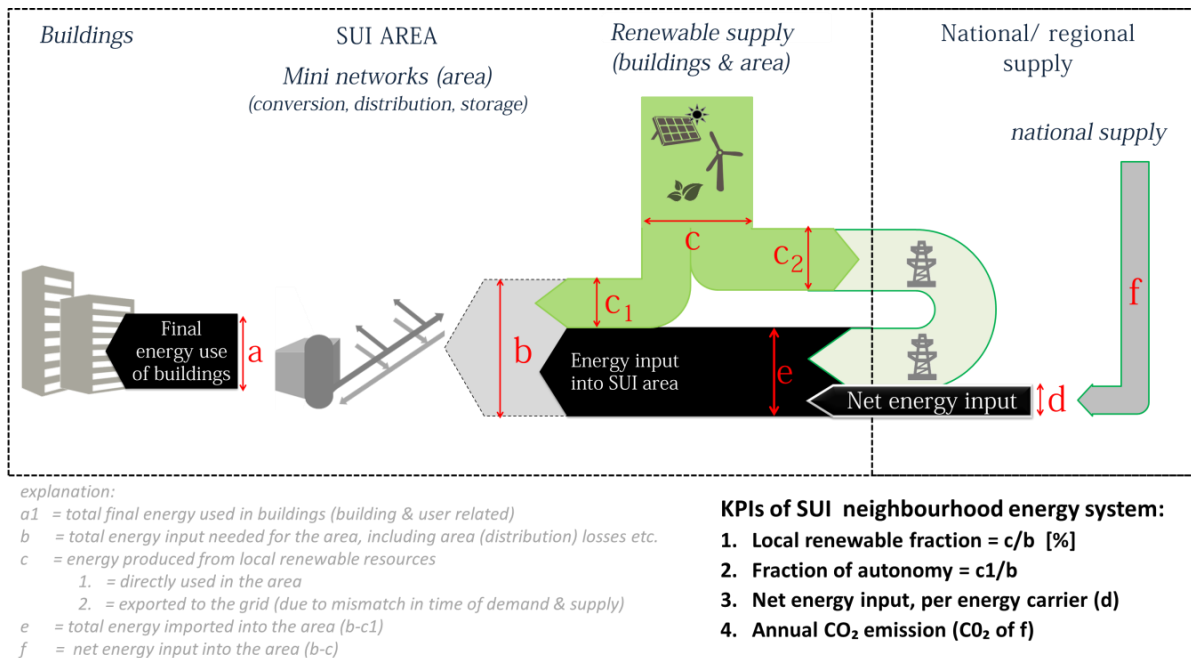 Buildings
SUI AREA
Mini networks (area)
(conversion, distribution, storage)
Renewable supply
(buildings & area)
National/ regional
supply
national supply
c
c2
c1
f
Final
energy use
of buildings
a
b
Energy input
into SUI area
e
Net energy input
d
explanation:
a1 = total final energy used in buildings (building & user related)
b = total energy input needed for the area, including area (distribution) losses etc.
c = energy produced from local renewable resources
1. = directly used in the area
2. = exported to the grid (due to mismatch in time of demand & supply)
e = total energy imported into the area (b-c1)
f = net energy input into the area (b-c)
KPIs of SUI neighbourhood energy system:
1. Local renewable fraction = c/b [%]
2. Fraction of autonomy = c1/b
3. Net energy input, per energy carrier (d)
4. Annual CO₂ emission (C0₂ of f)